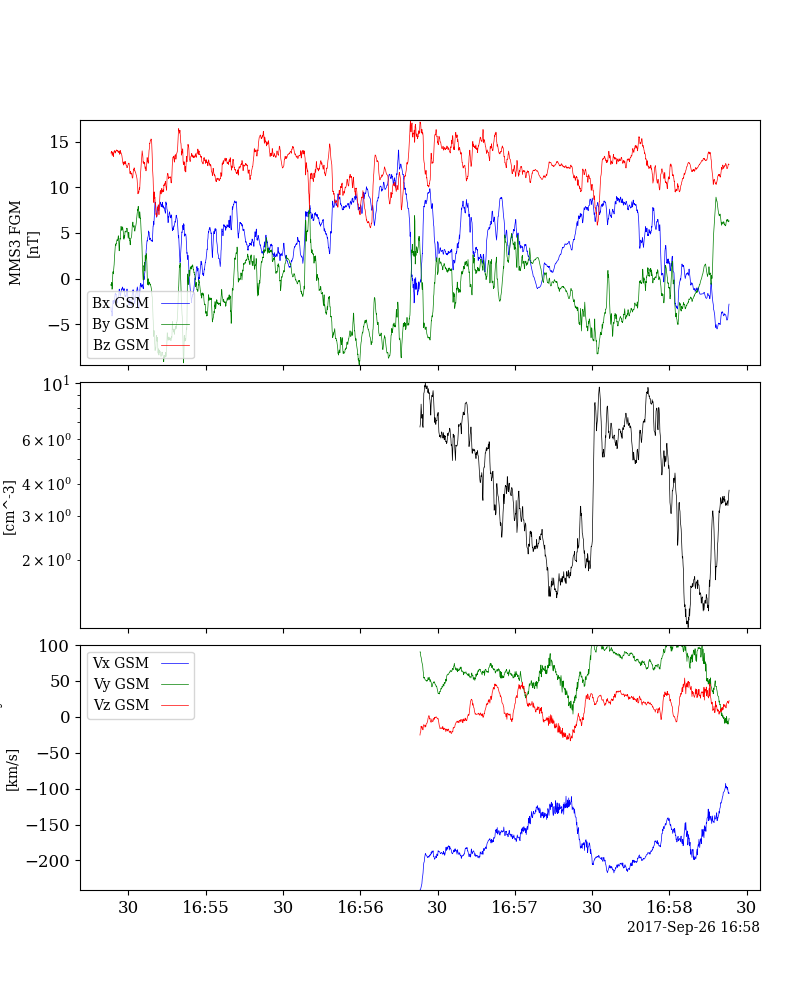 MMS3 FGM
[nT]
15
10
5
0
−5
Bx GSM
By GSM
Bz GSM
[cm^-3]
10^1
6 × 10^0
4 × 10^0
3 × 10^0
2 × 10^0
[km/s]
100
50
0
−50
−100
−150
−200
Vx GSM
Vy GSM
Vz GSM
30 16:55 30 16:56 30 16:57 30 16:58 30
2017-Sep-26 16:58